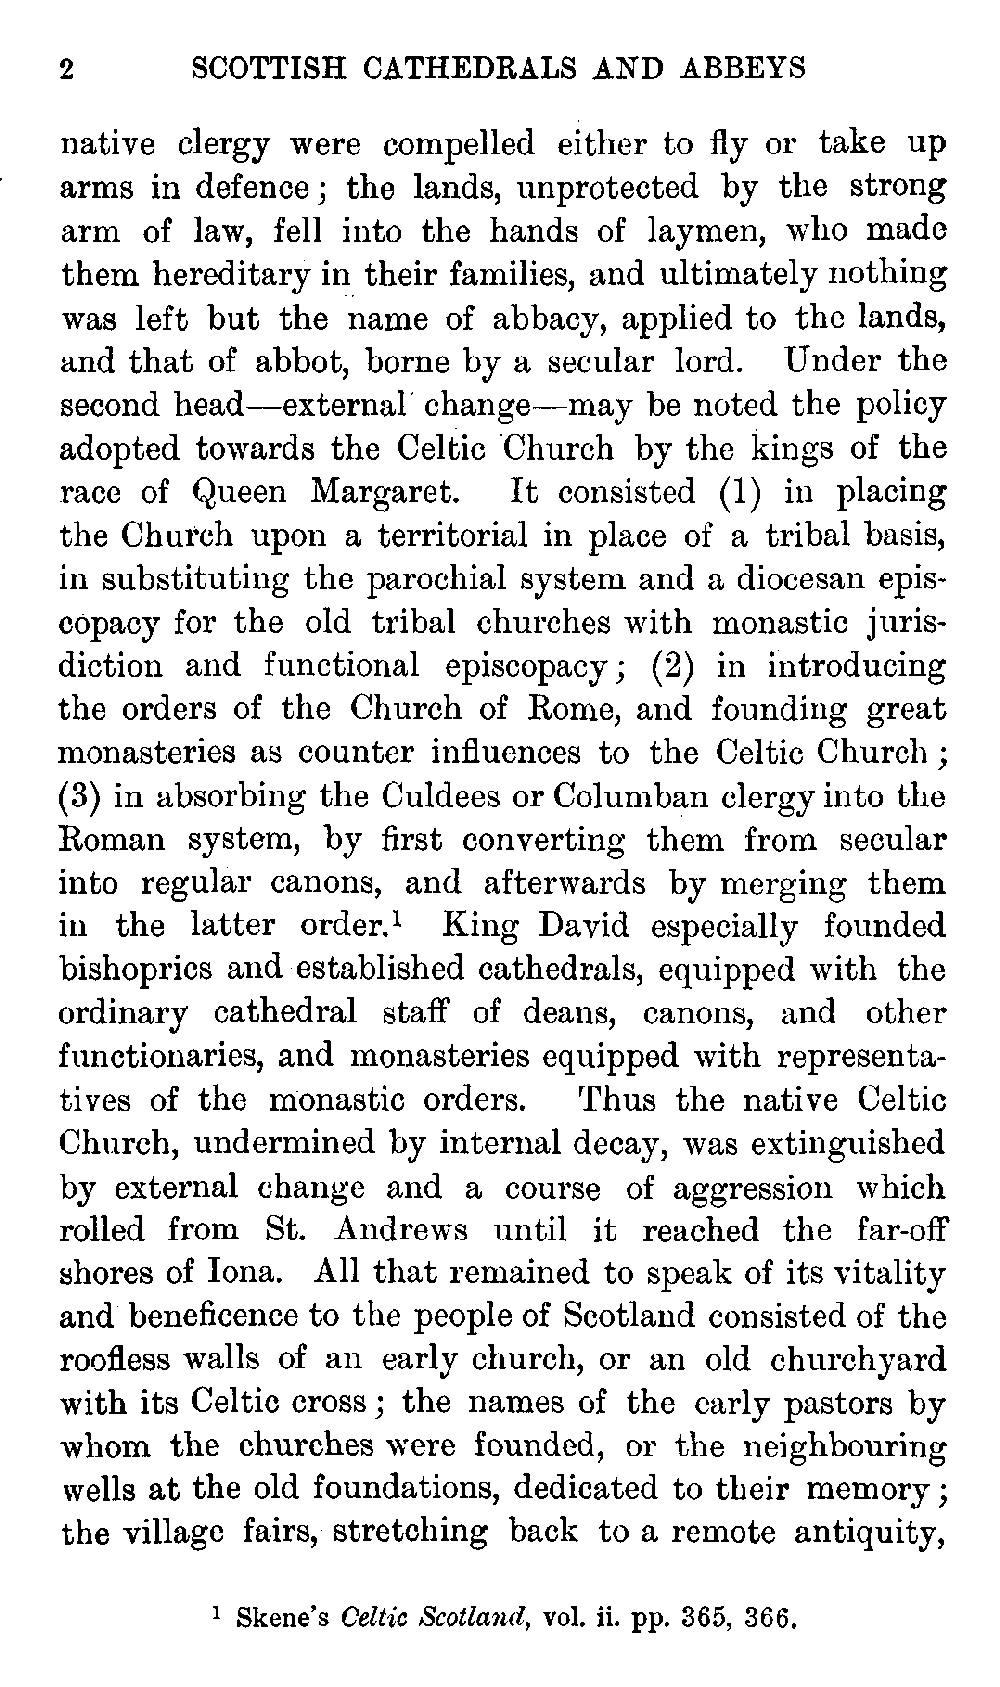 2 SCOTTISH CATHEDRALS AND ABBEYS
native clergy were compelled either to fly or take up
arms in defence; the lands, unprotected by the strong
arm of law, fell into the hands of laymen, who made
them hereditary in their families, and ultimately nothing
was left but the name of abbacy, applied to the lands,
and that of abbot, borne by a secular lord. Under the
second head—external change—may be noted the policy
adopted towards the Celtic Church by the kings of the
race of Queen Margaret. It consisted (1) in placing
the Church upon a territorial in place of a tribal basis,
in substituting the parochial system and a diocesan epis-
copacy for the old tribal churches with monastic juris-
diction and functional episcopacy; (2) in introducing
the orders of the Church of Rome, and founding great
monasteries as counter influences to the Celtic Church;
(3) in absorbing the Culdees or Columban clergy into the
Roman system, by first converting them from secular
into regular canons, and afterwards by merging them
in the latter order.¹ King David especially founded
bishoprics and established cathedrals, equipped with the
ordinary cathedral staff of deans, canons, and other
functionaries, and monasteries equipped with representa-
tives of the monastic orders. Thus the native Celtic
Church, undermined by internal decay, was extinguished
by external change and a course of aggression which
rolled from St. Andrews until it reached the far-off
shores of Iona. All that remained to speak of its vitality
and beneficence to the people of Scotland consisted of the
roofless walls of an early church, or an old churchyard
with its Celtic cross; the names of the early pastors by
whom the churches were founded, or the neighbouring
wells at the old foundations, dedicated to their memory;
the village fairs, stretching back to a remote antiquity,
¹ Skene's Celtic Scotland, vol. ii. pp. 365, 366.